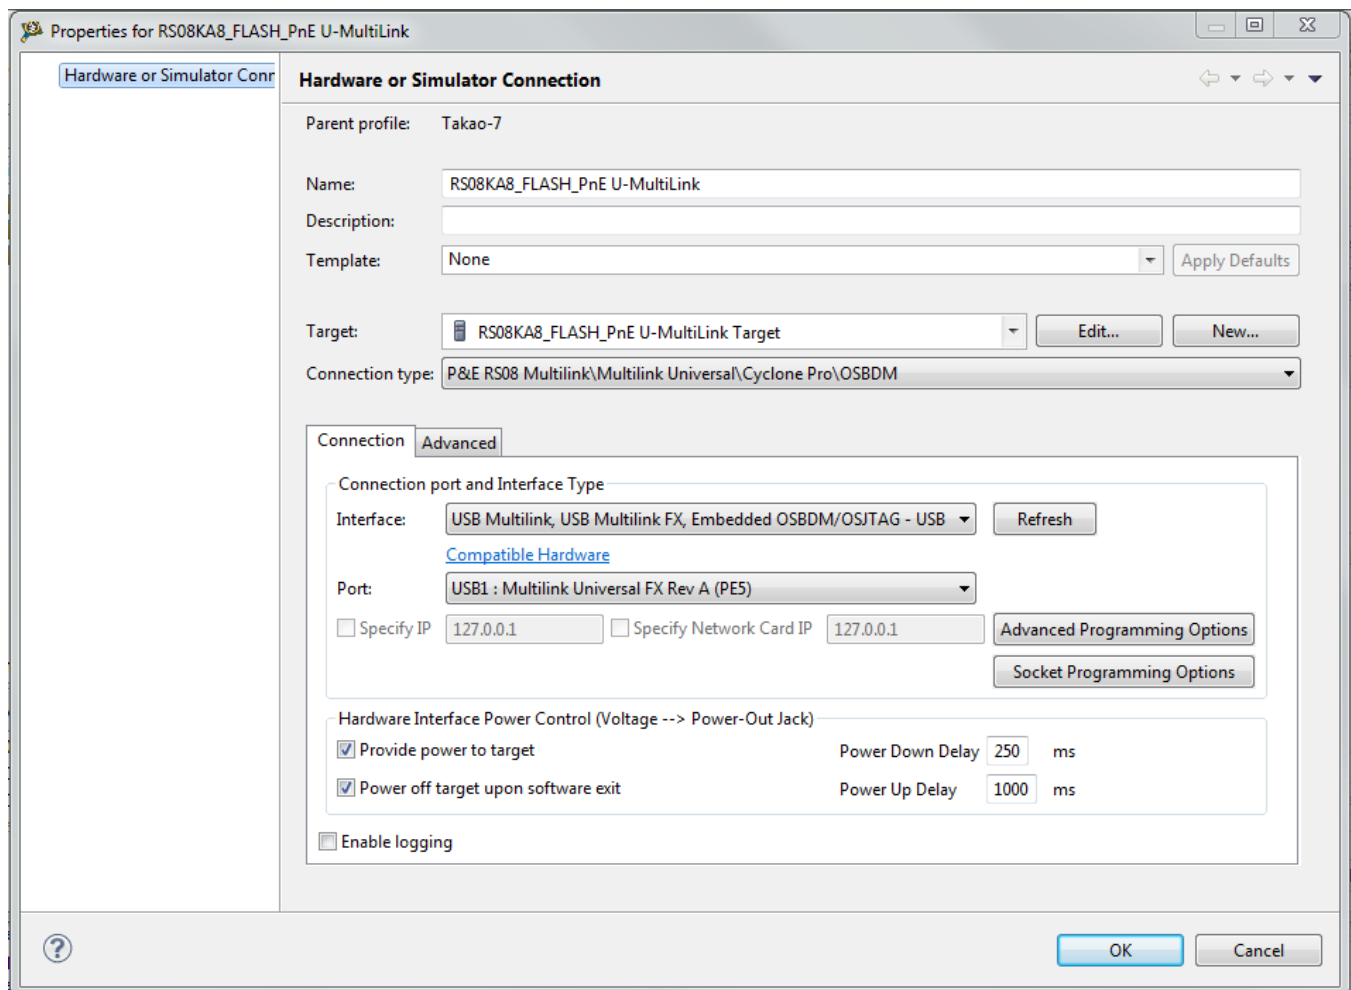 Properties for RS08KA8_FLASH_PnE U-MultiLink
Hardware or Simulator Conn
Hardware or Simulator Connection
Parent profile: Takao-7
Name: RS08KA8_FLASH_PnE U-MultiLink
Description:
Template: None Apply Defaults
Target: RS08KA8_FLASH_PnE U-MultiLink Target Edit... New...
Connection type: P&E RS08 Multilink\Multilink Universal\Cyclone Pro\OSBDM
Connection Advanced
Connection port and Interface Type
Interface: USB Multilink, USB Multilink FX, Embedded OSBDM/OSJTAG - USB Refresh
Compatible Hardware
Port: USB1 : Multilink Universal FX Rev A (PE5)
Specify IP 127.0.0.1 Specify Network Card IP 127.0.0.1 Advanced Programming Options
Socket Programming Options
Hardware Interface Power Control (Voltage --> Power-Out Jack)
Provide power to target Power Down Delay 250 ms
Power off target upon software exit Power Up Delay 1000 ms
Enable logging
? OK Cancel